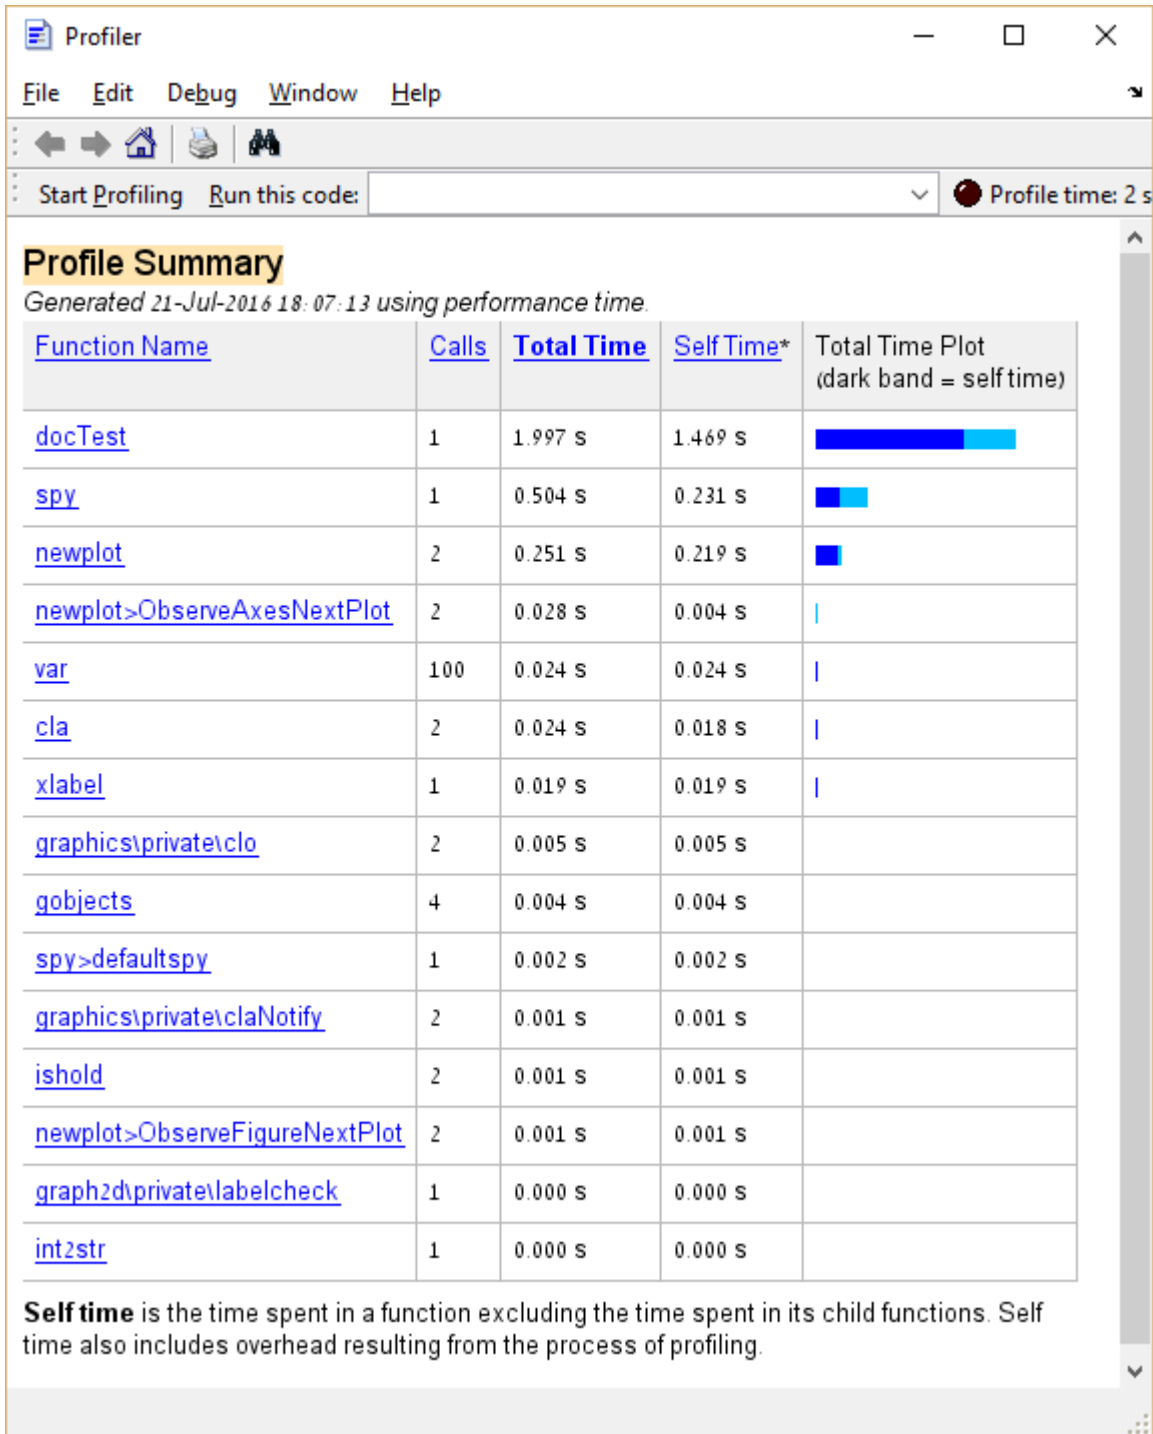 Profiler
File Edit Debug Window Help
Start Profiling Run this code: Profile time: 2 s
Profile Summary
Generated 21-Jul-2016 18:07:13 using performance time.
Function Name Calls Total Time Self Time* Total Time Plot
(dark band = self time)
docTest 1 1.997 s 1.469 s
spy 1 0.504 s 0.231 s
newplot 2 0.251 s 0.219 s
newplot>ObserveAxesNextPlot 2 0.028 s 0.004 s
var 100 0.024 s 0.024 s
cla 2 0.024 s 0.018 s
xlabel 1 0.019 s 0.019 s
graphics\private\clo 2 0.005 s 0.005 s
gobjects 4 0.004 s 0.004 s
spy>defaultspy 1 0.002 s 0.002 s
graphics\private\claNotify 2 0.001 s 0.001 s
ishold 2 0.001 s 0.001 s
newplot>ObserveFigureNextPlot 2 0.001 s 0.001 s
graph2d\private\labelcheck 1 0.000 s 0.000 s
int2str 1 0.000 s 0.000 s
Self time is the time spent in a function excluding the time spent in its child functions. Self
time also includes overhead resulting from the process of profiling.